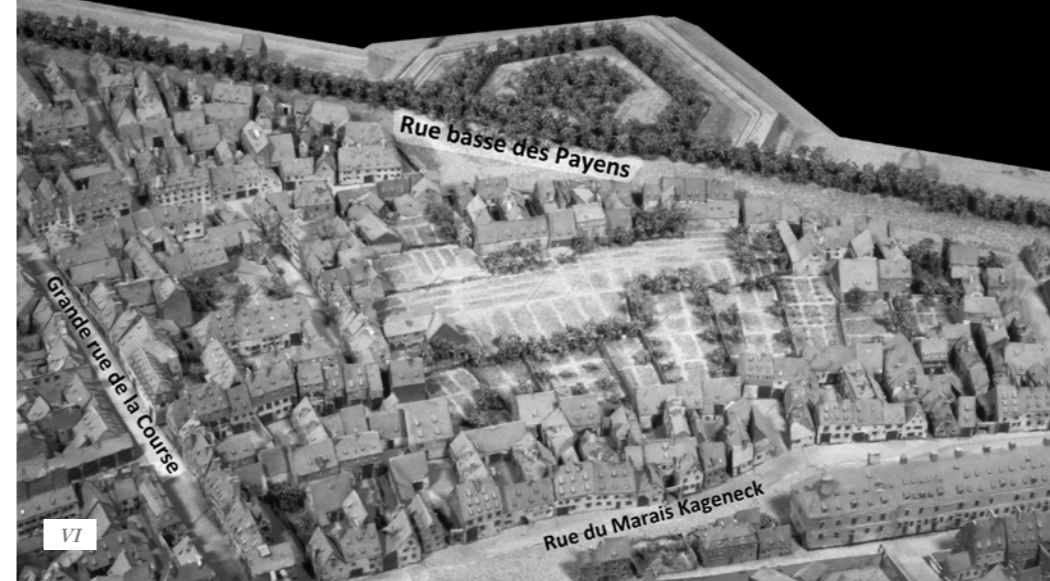 Rue basse des Payens
Grande rue de la Course
Rue du Marais Kageneck
VI